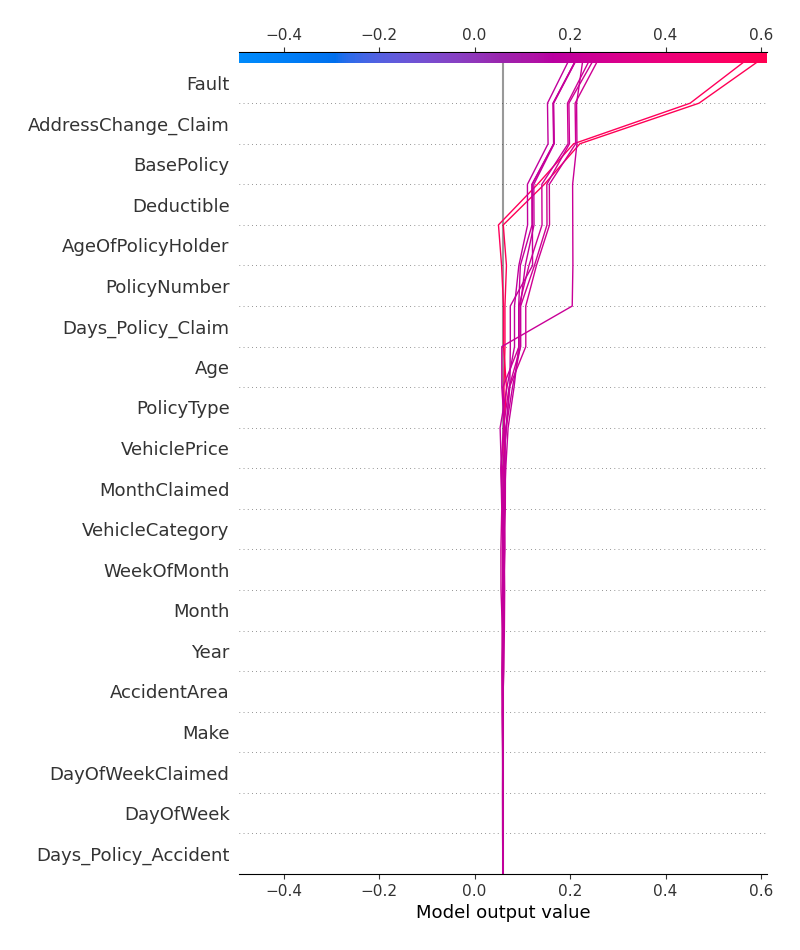 −0.4 −0.2 0.0 0.2 0.4 0.6
Fault
AddressChange_Claim
BasePolicy
Deductible
AgeOfPolicyHolder
PolicyNumber
Days_Policy_Claim
Age
PolicyType
VehiclePrice
MonthClaimed
VehicleCategory
WeekOfMonth
Month
Year
AccidentArea
Make
DayOfWeekClaimed
DayOfWeek
Days_Policy_Accident
−0.4 −0.2 0.0 0.2 0.4 0.6
Model output value